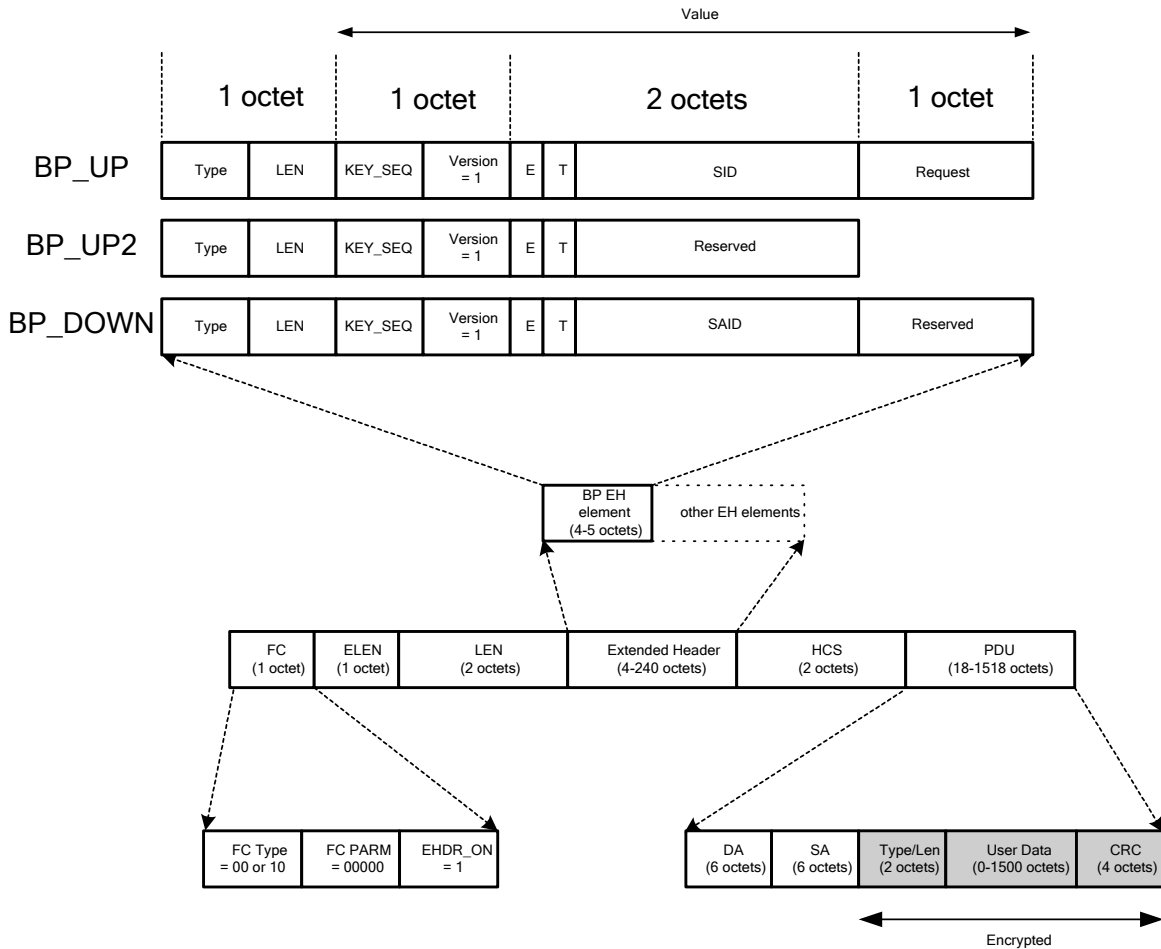 Value
1 octet 1 octet 2 octets 1 octet
BP_UP Type LEN KEY_SEQ Version = 1 E T SID Request
BP_UP2 Type LEN KEY_SEQ Version = 1 E T Reserved
BP_DOWN Type LEN KEY_SEQ Version = 1 E T SAID Reserved
BP EH
element
(4-5 octets)
other EH elements
FC ELEN LEN Extended Header HCS PDU
(1 octet) (1 octet) (2 octets) (4-240 octets) (2 octets) (18-1518 octets)
FC Type FC PARM EHDR_ON
= 00 or 10 = 00000 = 1
DA SA Type/Len User Data CRC
(6 octets) (6 octets) (2 octets) (0-1500 octets) (4 octets)
Encrypted